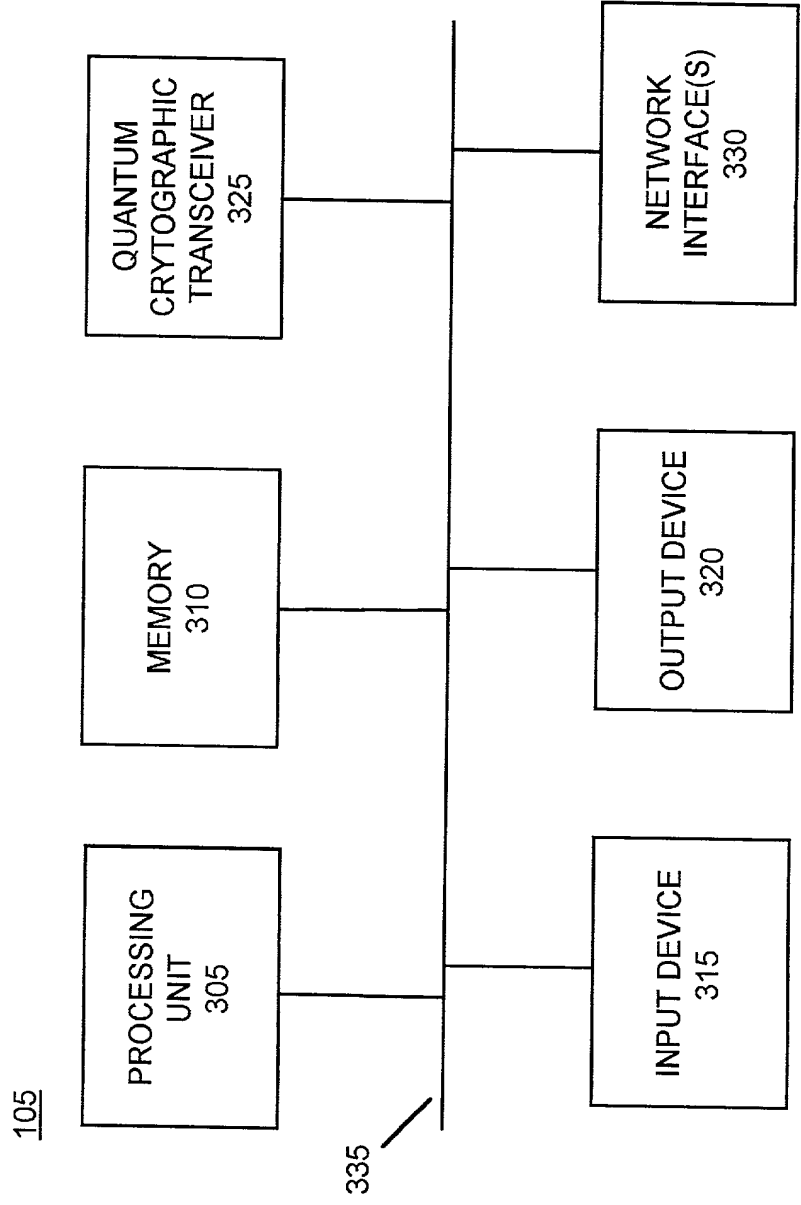 105
PROCESSING
UNIT
305
MEMORY
310
QUANTUM
CRYTOGRAPHIC
TRANSCEIVER
325
335
INPUT DEVICE
315
OUTPUT DEVICE
320
NETWORK
INTERFACE(S)
330